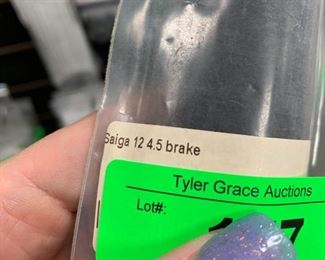 Saiga 12 4.5 brake
Tyler Grace Auctions
Lot#: